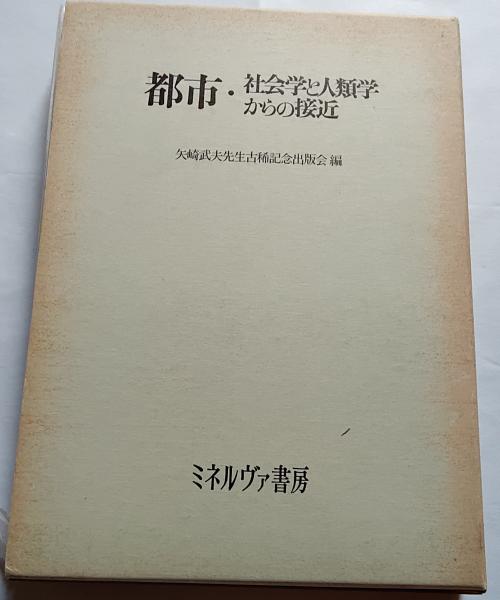 都市・社会学と人類学
からの接近
矢崎武夫先生古稀記念出版会編
ミネルヴァ書房